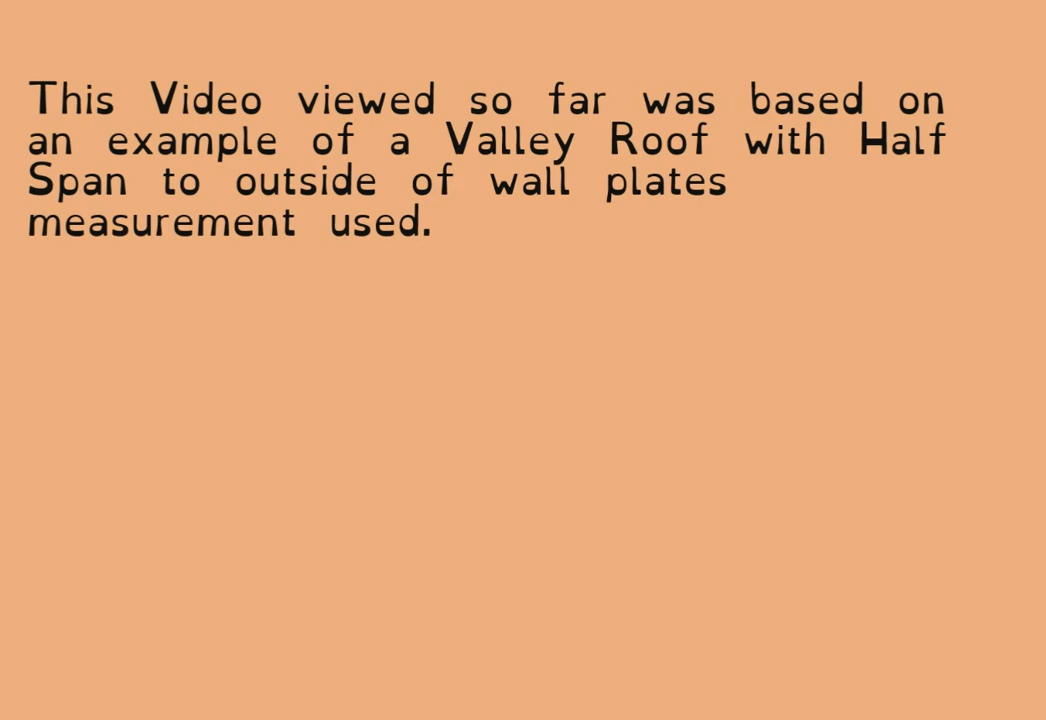 This Video viewed so far was based on
an example of a Valley Roof with Half
Span to outside of wall plates
measurement used.